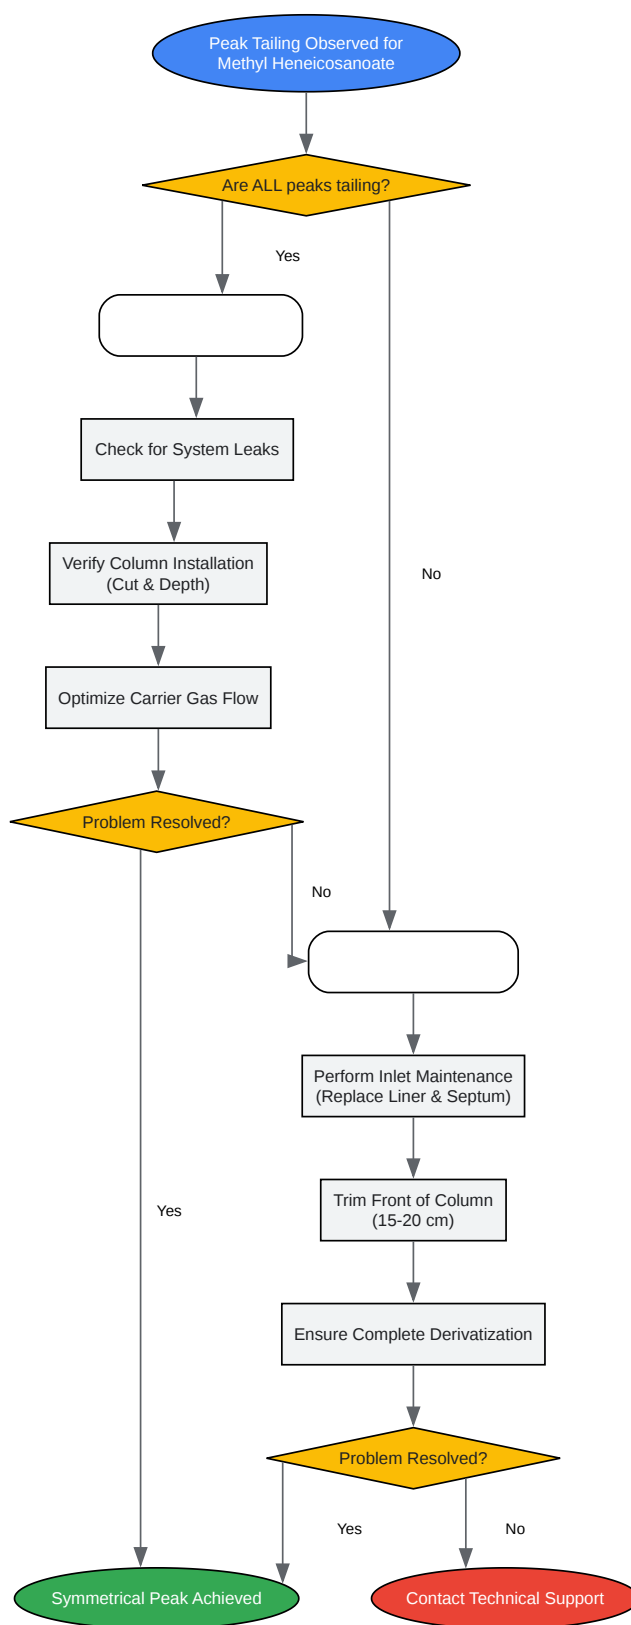 Peak Tailing Observed for
Methyl Heneicosanoate
Are ALL peaks tailing?
Yes
Check for System Leaks
Verify Column Installation
(Cut & Depth)
No
Optimize Carrier Gas Flow
Problem Resolved?
No
Perform Inlet Maintenance
(Replace Liner & Septum)
Trim Front of Column
(15-20 cm)
Yes
Ensure Complete Derivatization
Problem Resolved?
Yes
No
Symmetrical Peak Achieved
Contact Technical Support